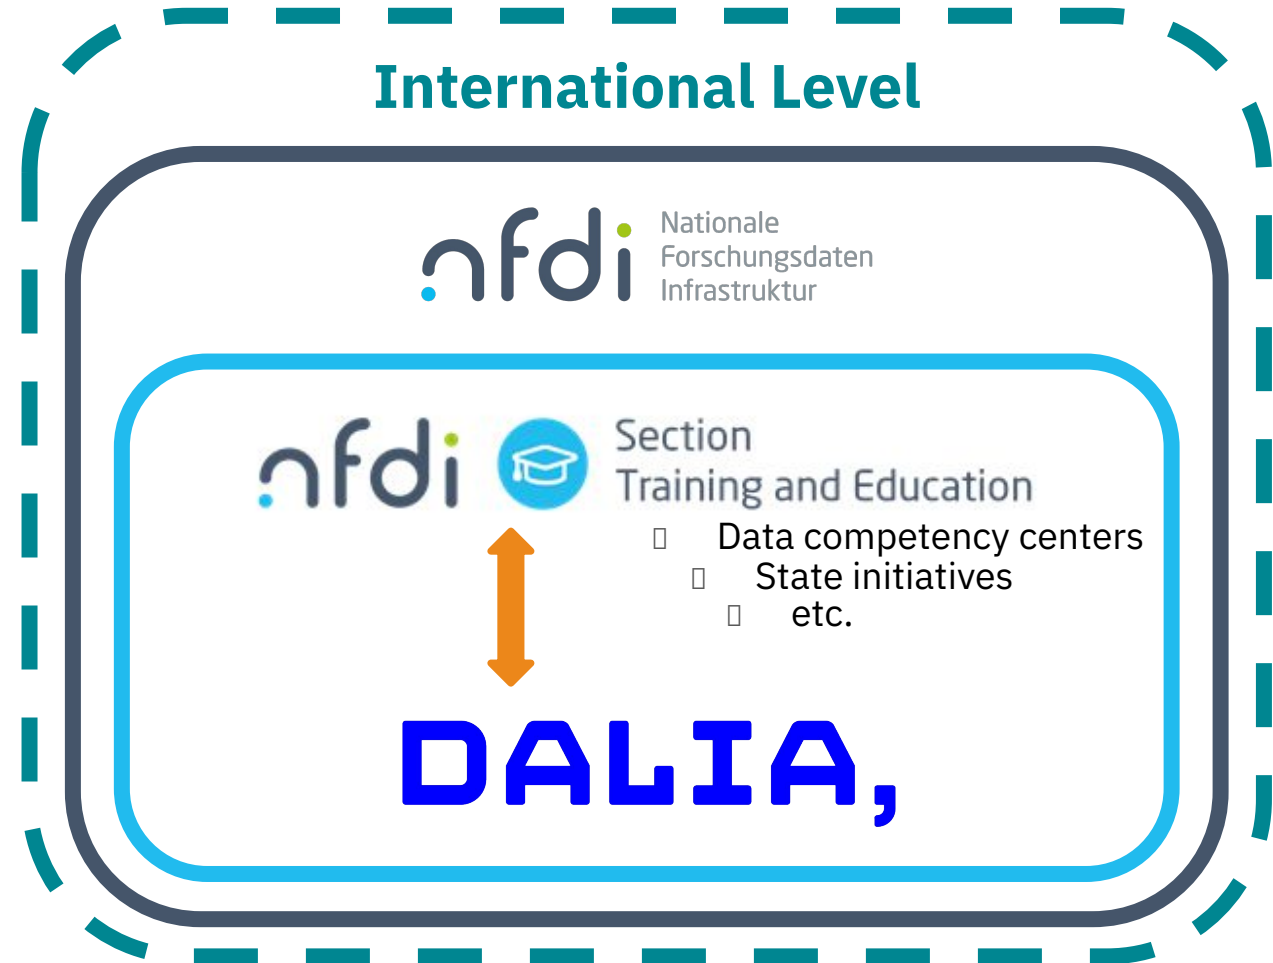 International Level
nfdi
Nationale
Forschungsdaten
Infrastruktur
nfdi
Section
Training and Education
Data competency centers
State initiatives
etc.
DALIA,